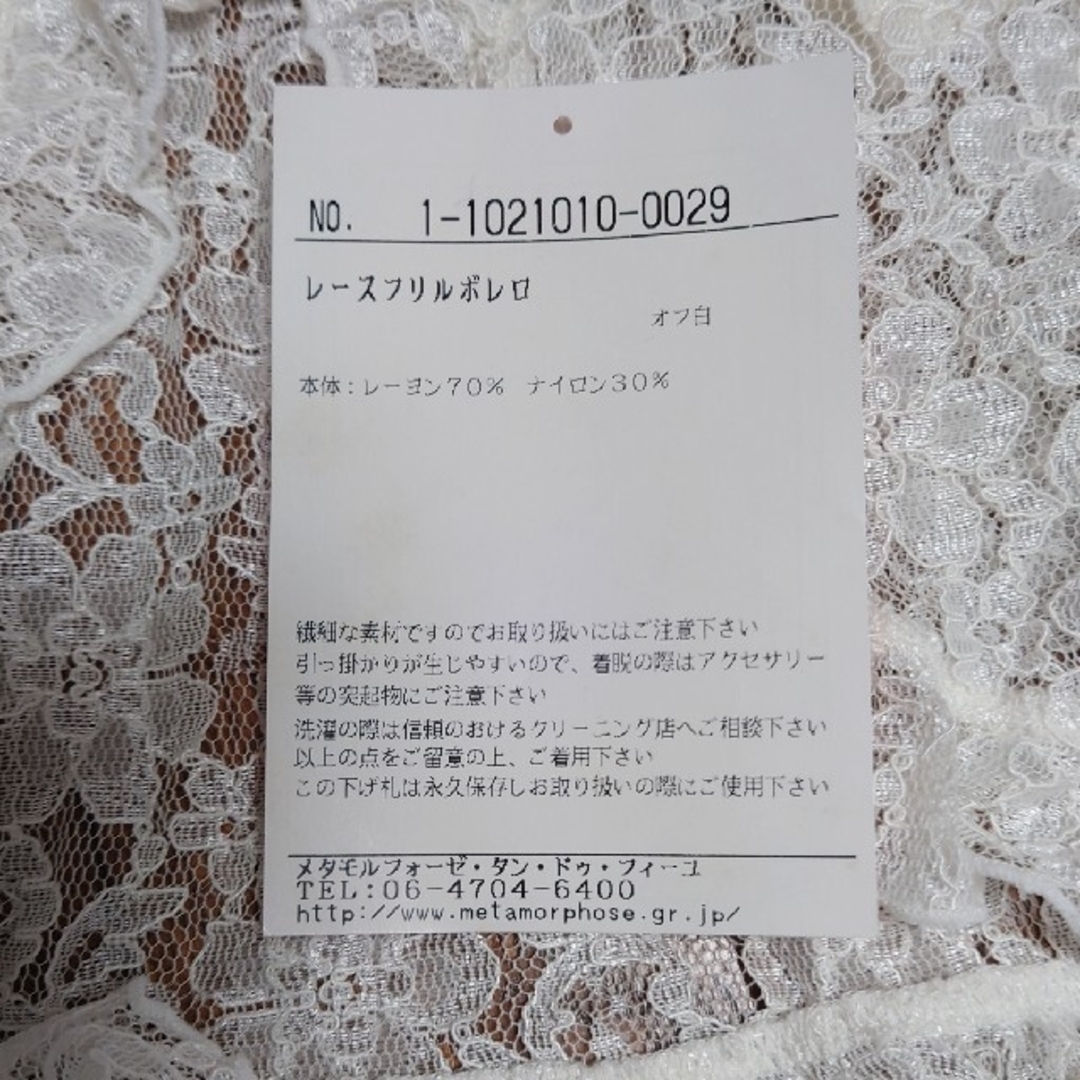 NO. 1-1021010-0029
レースフリルボレロ
オフ白
本体：レーヨン70% ナイロン30%
繊細な素材ですのでお取り扱いにはご注意下さい
引っ掛かりが生じやすいので、着脱の際はアクセサリー
等の突起物にご注意下さい
洗濯の際は信頼のおけるクリーニング店へご相談下さい
以上の点をご留意の上、ご着用下さい
この下げ札は永久保存しお取り扱いの際にご使用下さい
メタモルフォーゼ・タン・ドゥ・フィーユ
TEL:06-4704-6400
http://www.metamorphose.gr.jp/